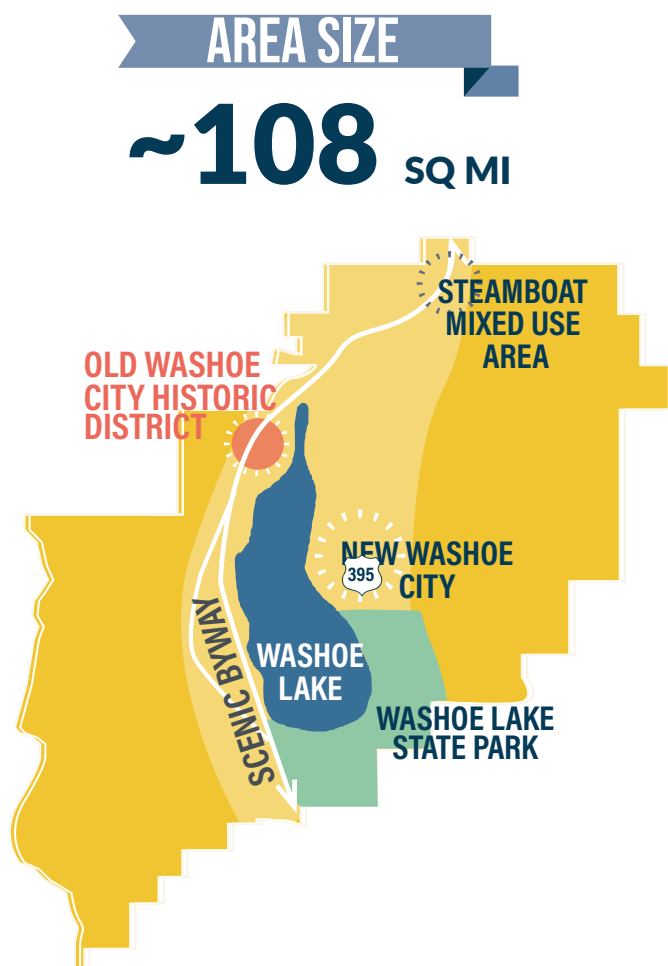 AREA SIZE
~108 SQ MI
STEAMBOAT
MIXED USE
AREA
OLD WASHOE
CITY HISTORIC
DISTRICT
NEW WASHOE
395
CITY
SCENIC BYWAY
WASHOE
LAKE
WASHOE LAKE
STATE PARK